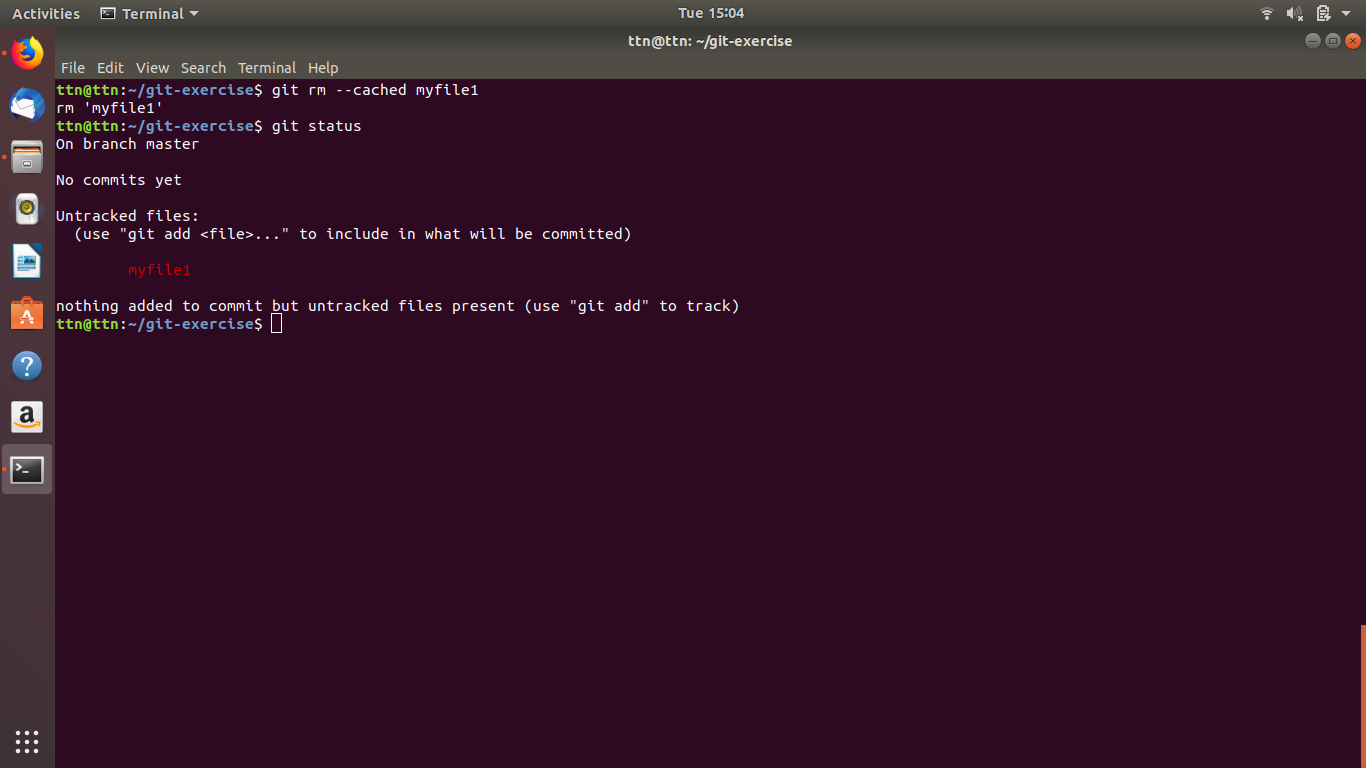 Activities Terminal Tue 15:04
ttn@ttn: ~/git-exercise
File Edit View Search Terminal Help
ttn@ttn:~/git-exercise$ git rm --cached myfile1
rm 'myfile1'
ttn@ttn:~/git-exercise$ git status
On branch master
No commits yet
Untracked files:
  (use "git add <file>..." to include in what will be committed)
        myfile1
nothing added to commit but untracked files present (use "git add" to track)
ttn@ttn:~/git-exercise$